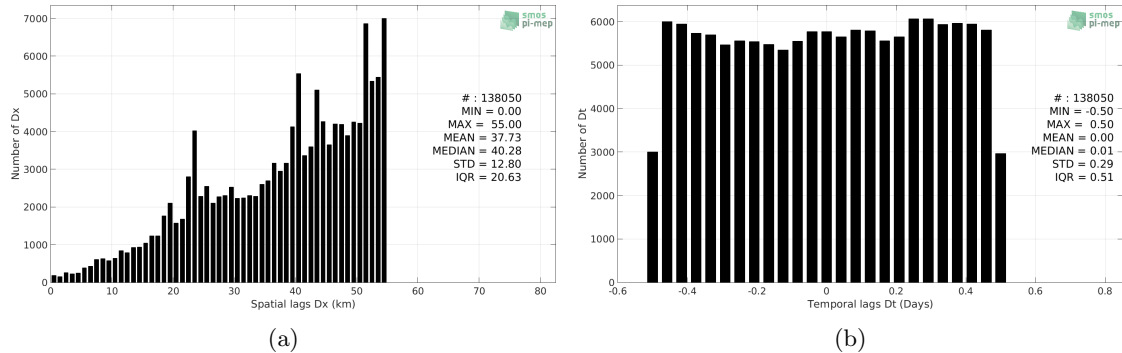 7000
6000
5000
4000
3000
2000
1000
0
Number of Dx
smos
pi-mep
# : 138050
MIN = 0.00
MAX = 55.00
MEAN = 37.73
MEDIAN = 40.28
STD = 12.80
IQR = 20.63
0 10 20 30 40 50 60 70 80
Spatial lags Dx (km)
(a)
6000
5000
4000
3000
2000
1000
0
Number of Dt
smos
pi-mep
# : 138050
MIN = -0.50
MAX = 0.50
MEAN = 0.00
MEDIAN = 0.01
STD = 0.29
IQR = 0.51
-0.6 -0.4 -0.2 0 0.2 0.4 0.6 0.8
Temporal lags Dt (Days)
(b)